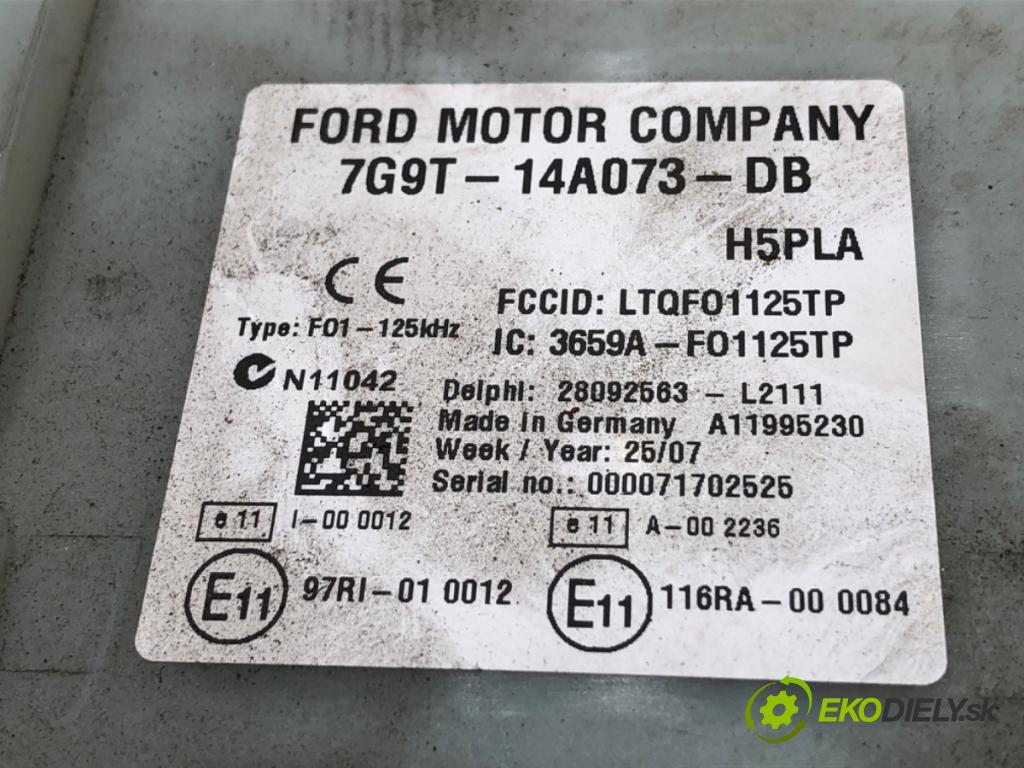 FORD MOTOR COMPANY
7G9T-14A073-DB
H5PLA
CE
FCCID: LTQFO1125TP
Type: FO1-125kHz
IC: 3659A-FO1125TP
N11042
Delphi: 28092563-L2111
Made in Germany A11995230
Week / Year: 25/07
Serial no.: 000071702525
e 11 I-00 0012
e 11 A-00 2236
E11 97RI-01 0012
E11 116RA-00 0084
EKODIELY.sk